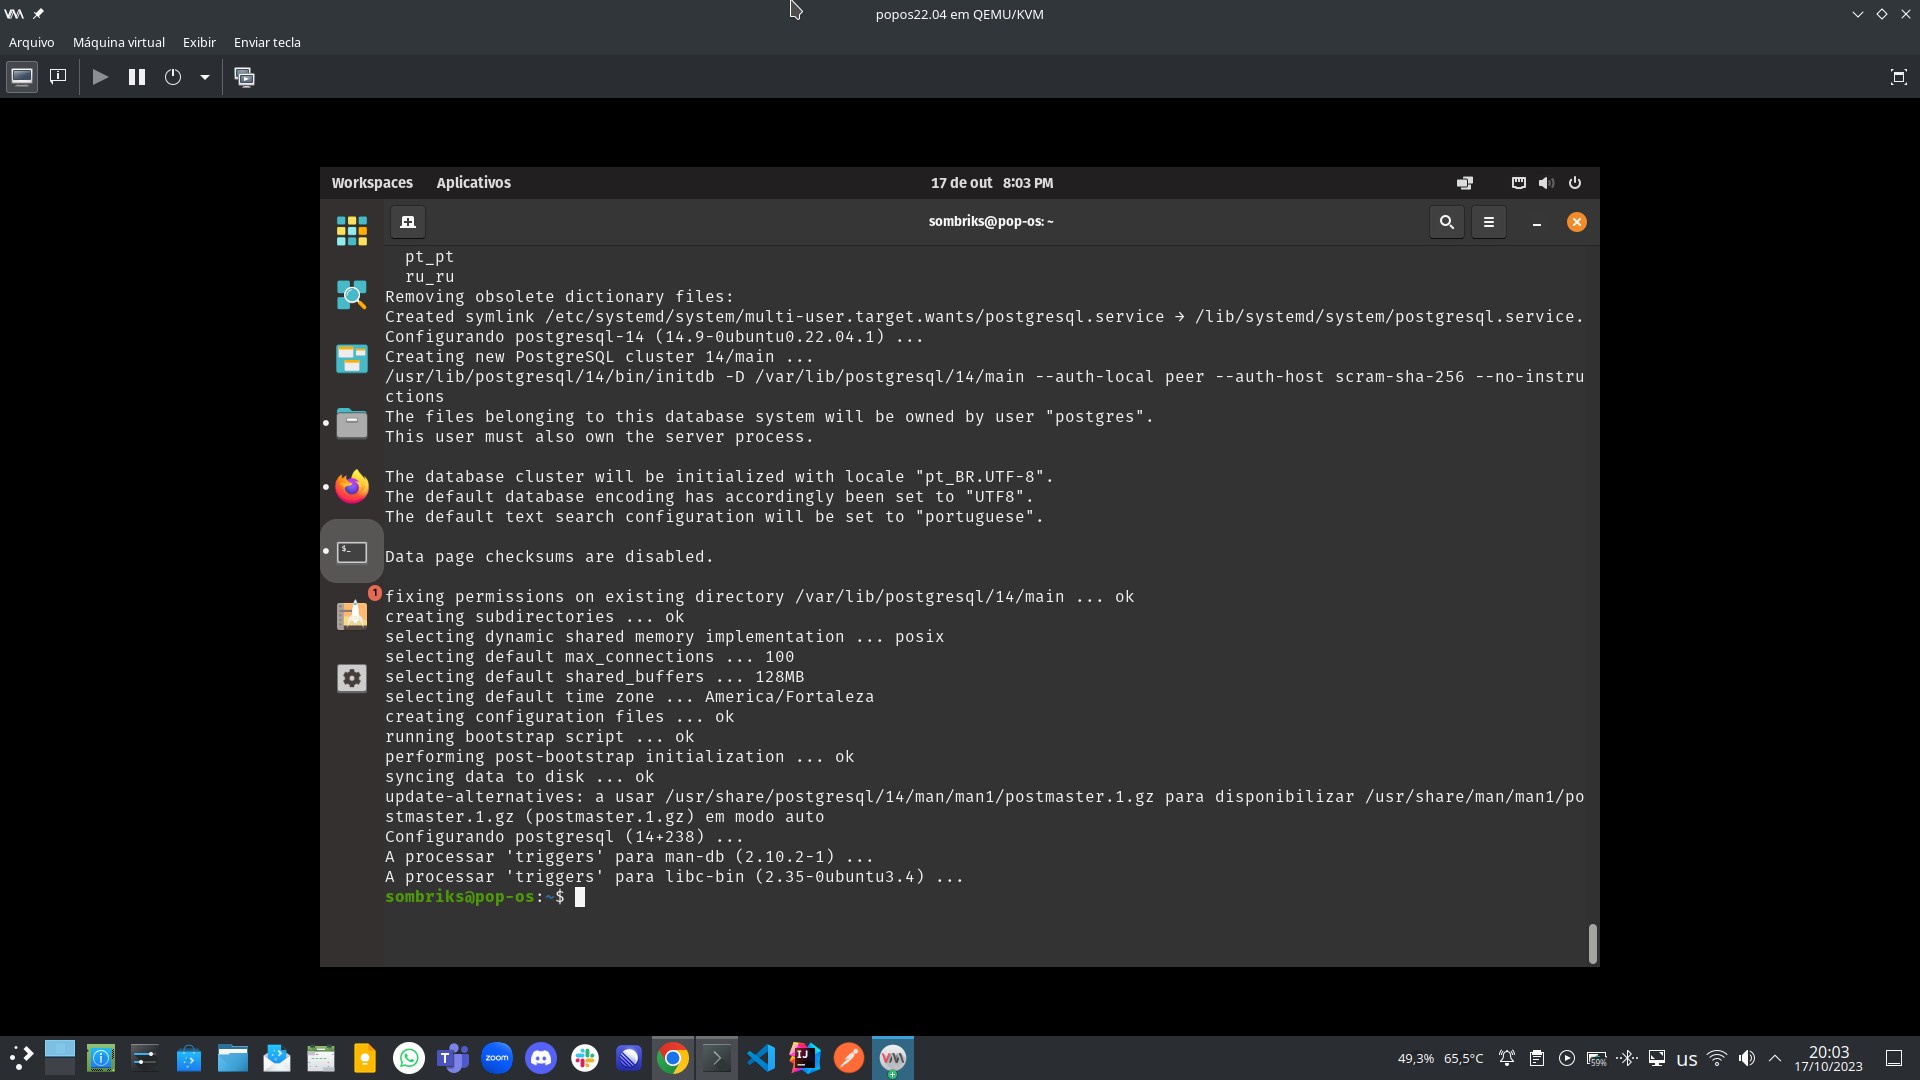 popos22.04 em QEMU/KVM
Arquivo Máquina virtual Exibir Enviar tecla
Workspaces Aplicativos 17 de out 8:03 PM
sombriks@pop-os: ~
pt_pt
ru_ru
Removing obsolete dictionary files:
Created symlink /etc/systemd/system/multi-user.target.wants/postgresql.service → /lib/systemd/system/postgresql.service.
Configurando postgresql-14 (14.9-0ubuntu0.22.04.1) ...
Creating new PostgreSQL cluster 14/main ...
/usr/lib/postgresql/14/bin/initdb -D /var/lib/postgresql/14/main --auth-local peer --auth-host scram-sha-256 --no-instru
ctions
The files belonging to this database system will be owned by user "postgres".
This user must also own the server process.
The database cluster will be initialized with locale "pt_BR.UTF-8".
The default database encoding has accordingly been set to "UTF8".
The default text search configuration will be set to "portuguese".
Data page checksums are disabled.
1
fixing permissions on existing directory /var/lib/postgresql/14/main ... ok
creating subdirectories ... ok
selecting dynamic shared memory implementation ... posix
selecting default max_connections ... 100
selecting default shared_buffers ... 128MB
selecting default time zone ... America/Fortaleza
creating configuration files ... ok
running bootstrap script ... ok
performing post-bootstrap initialization ... ok
syncing data to disk ... ok
update-alternatives: a usar /usr/share/postgresql/14/man/man1/postmaster.1.gz para disponibilizar /usr/share/man/man1/po
stmaster.1.gz (postmaster.1.gz) em modo auto
Configurando postgresql (14+238) ...
A processar 'triggers' para man-db (2.10.2-1) ...
A processar 'triggers' para libc-bin (2.35-0ubuntu3.4) ...
sombriks@pop-os:~$
zoom
49,3% 65,5°C 59% us 20:03
17/10/2023